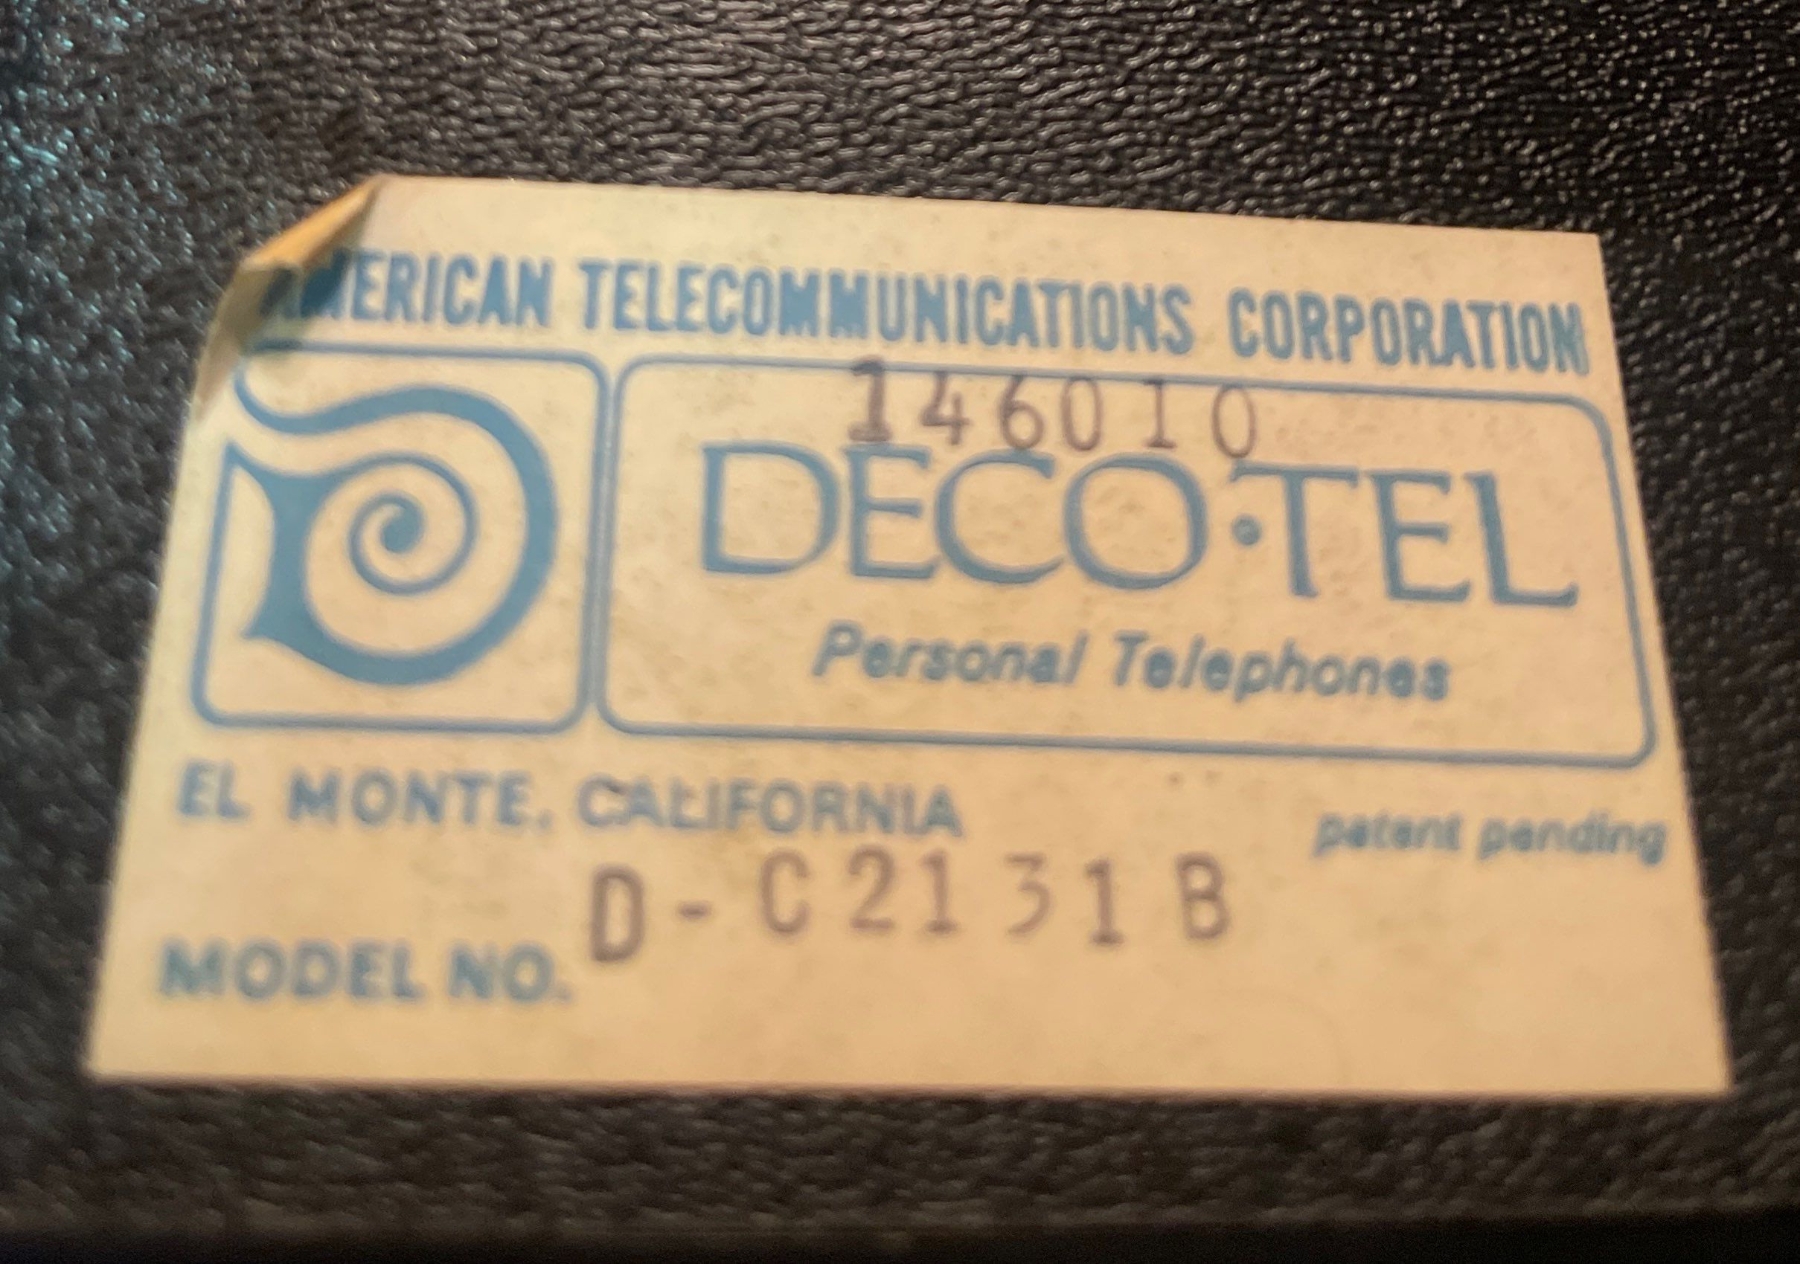 AMERICAN TELECOMMUNICATIONS CORPORATION
146010
DECO·TEL
Personal Telephones
EL MONTE, CALIFORNIA
patent pending
MODEL NO. D-C2131B